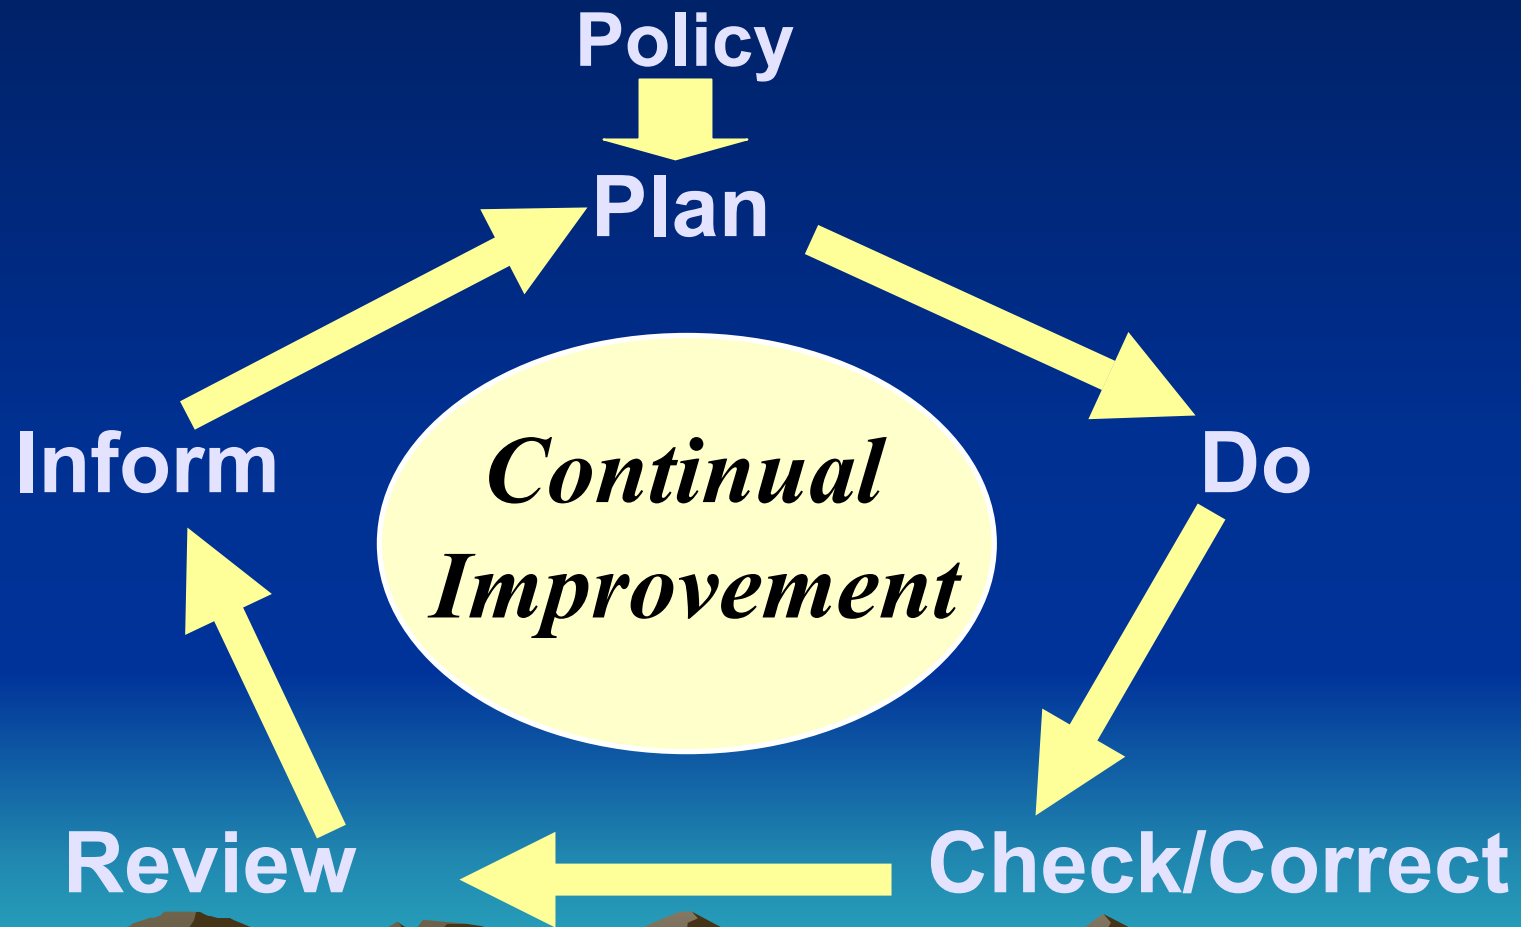 Policy
Plan
Inform
Do
Continual
Improvement
Review
Check/Correct